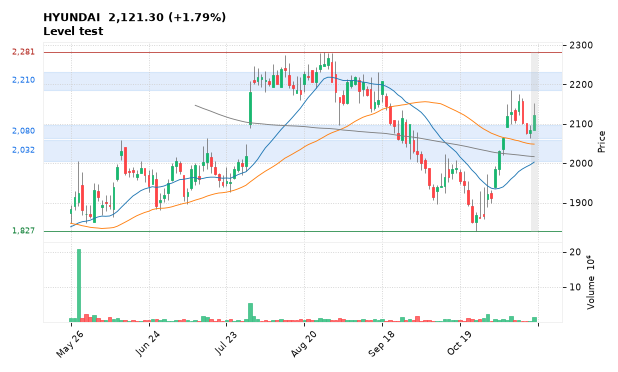 HYUNDAI 2,121.30 (+1.79%)
Level test
2,281
2,210
2,080
2,032
1,827
2300
2200
2100
2000
1900
Price
20
10
Volume 10⁶
May 26
Jun 24
Jul 23
Aug 20
Sep 18
Oct 19